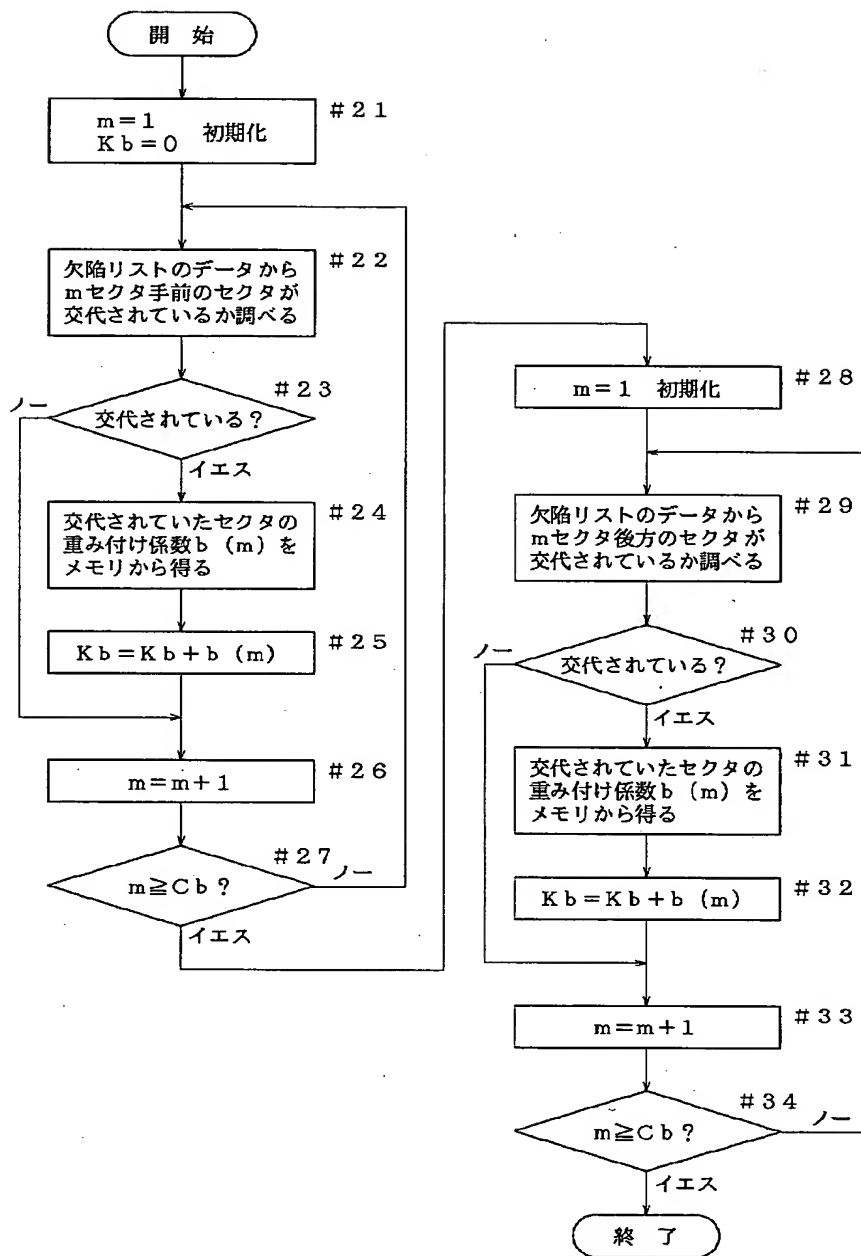 開 始
#21
m=1
Kb=0 初期化
#22
欠陥リストのデータから
mセクタ手前のセクタが
交代されているか調べる
#23
ノー
交代されている?
イエス
#24
交代されていたセクタの
重み付け係数b(m)を
メモリから得る
#25
Kb=Kb+b(m)
#26
m=m+1
#27
m≧Cb?
ノー
イエス
#28
m=1 初期化
#29
欠陥リストのデータから
mセクタ後方のセクタが
交代されているか調べる
#30
ノー
交代されている?
イエス
#31
交代されていたセクタの
重み付け係数b(m)を
メモリから得る
#32
Kb=Kb+b(m)
#33
m=m+1
#34
m≧Cb?
ノー
イエス
終 了